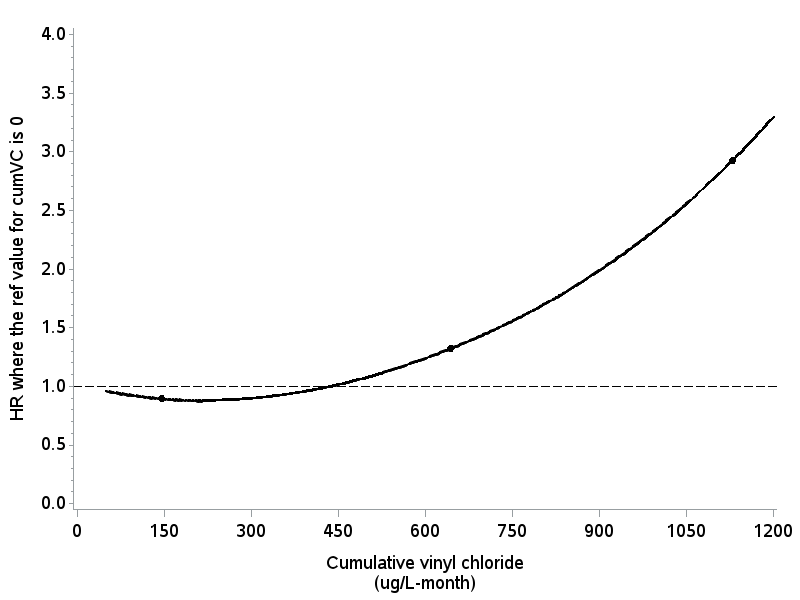 HR where the ref value for cumVC is 0
4.0
3.5
3.0
2.5
2.0
1.5
1.0
0.5
0.0
0 150 300 450 600 750 900 1050 1200
Cumulative vinyl chloride
(ug/L-month)